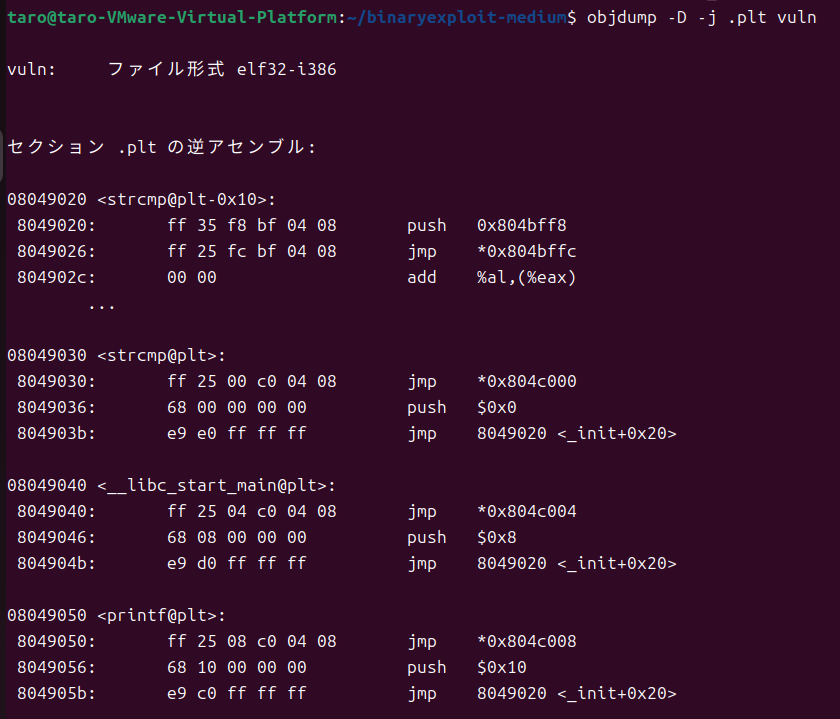 taro@taro-VMware-Virtual-Platform:~/binaryexploit-medium$ objdump -D -j .plt vuln
vuln:     ファイル形式 elf32-i386
セクション .plt の逆アセンブル:
08049020 <strcmp@plt-0x10>:
 8049020:       ff 35 f8 bf 04 08       push   0x804bff8
 8049026:       ff 25 fc bf 04 08       jmp    *0x804bffc
 804902c:       00 00                   add    %al,(%eax)
        ...
08049030 <strcmp@plt>:
 8049030:       ff 25 00 c0 04 08       jmp    *0x804c000
 8049036:       68 00 00 00 00          push   $0x0
 804903b:       e9 e0 ff ff ff          jmp    8049020 <_init+0x20>
08049040 <__libc_start_main@plt>:
 8049040:       ff 25 04 c0 04 08       jmp    *0x804c004
 8049046:       68 08 00 00 00          push   $0x8
 804904b:       e9 d0 ff ff ff          jmp    8049020 <_init+0x20>
08049050 <printf@plt>:
 8049050:       ff 25 08 c0 04 08       jmp    *0x804c008
 8049056:       68 10 00 00 00          push   $0x10
 804905b:       e9 c0 ff ff ff          jmp    8049020 <_init+0x20>